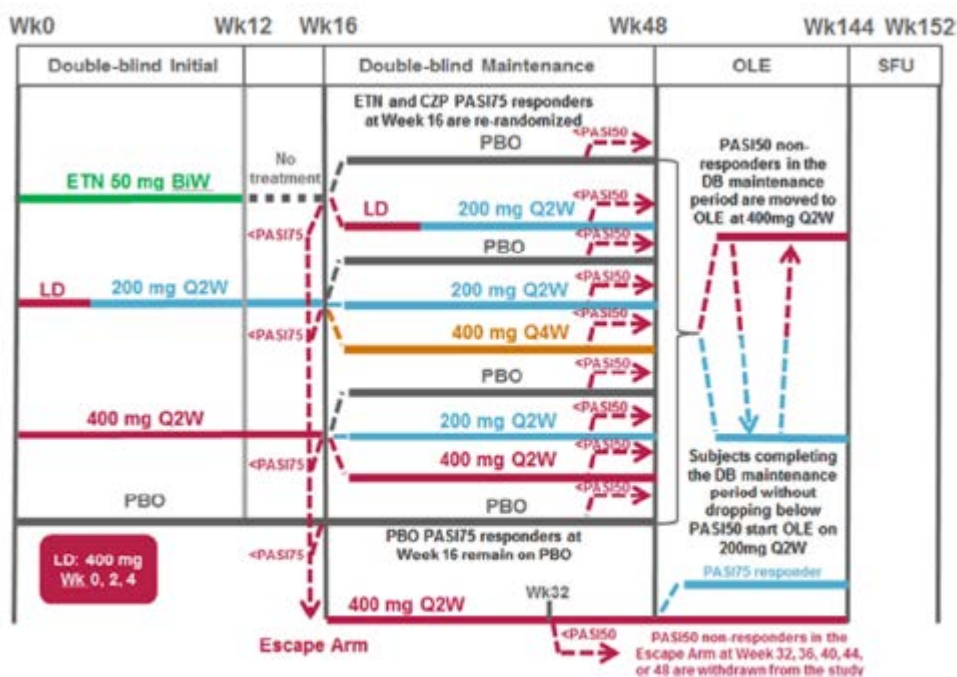 Wk0 Wk12 Wk16 Wk48 Wk144 Wk152
Double-blind Initial Double-blind Maintenance OLE SFU
ETN and CZP PASI75 responders
at Week 16 are re-randomized
<PASI50
PBO
No
treatment
ETN 50 mg BiW
<PASI75
LD 200 mg Q2W
<PASI50
PBO
<PASI50
LD 200 mg Q2W
200 mg Q2W
<PASI50
<PASI75
400 mg Q4W
<PASI50
PBO
<PASI50
400 mg Q2W
200 mg Q2W
<PASI50
<PASI75
400 mg Q2W
<PASI50
PBO
PBO
<PASI50
<PASI75
PBO PASI75 responders at
Week 16 remain on PBO
PASI50 non-
responders in the
DB maintenance
period are moved to
OLE at 400mg Q2W
Subjects completing
the DB maintenance
period without
dropping below
PASI50 start OLE on
200mg Q2W
PASI75 responder
LD: 400 mg
Wk 0, 2, 4
Wk32
400 mg Q2W
Escape Arm
<PASI50
PASI50 non-responders in the
Escape Arm at Week 32, 36, 40, 44,
or 48 are withdrawn from the study